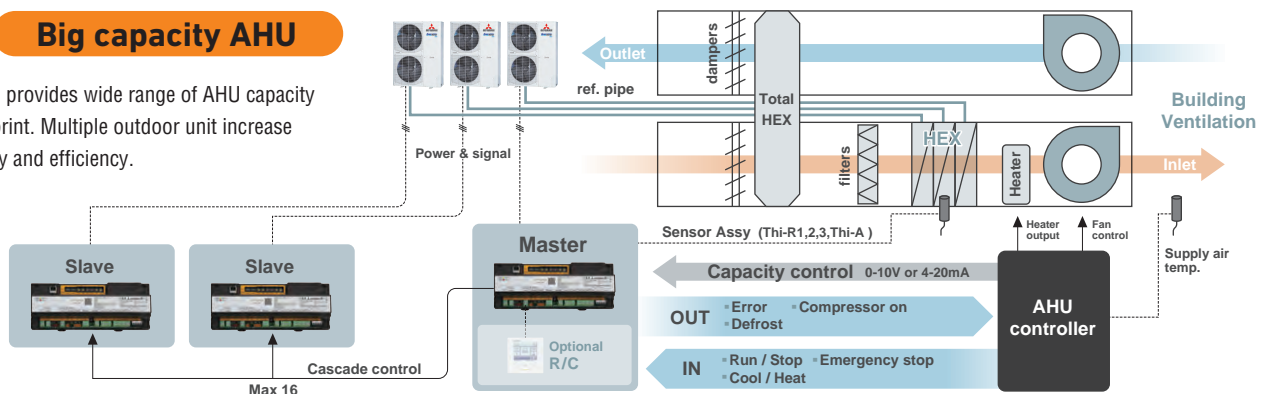 Big capacity AHU
provides wide range of AHU capacity
print. Multiple outdoor unit increase
y and efficiency.
Outlet
dampers
ref. pipe
Total
HEX
Building
Ventilation
Power & signal
filters
HEX
Heater
Inlet
Slave
Slave
Master
Sensor Assy (Thi-R1,2,3,Thi-A )
Heater
output
Fan
control
Supply air
temp.
Capacity control 0-10V or 4-20mA
OUT
Error
Compressor on
Defrost
AHU
controller
Optional
R/C
IN
Run / Stop
Emergency stop
Cool / Heat
Cascade control
Max 16